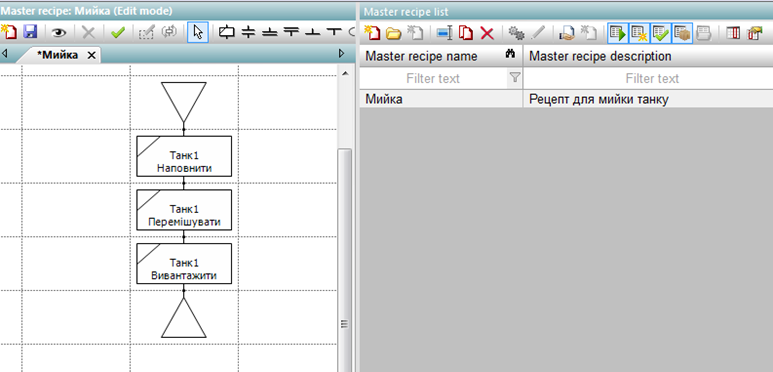 Master recipe: Мийка (Edit mode)
*Мийка
Танк1
Наповнити
Танк1
Перемішувати
Танк1
Вивантажити
Master recipe list
Master recipe name
Master recipe description
Filter text
Filter text
Мийка
Рецепт для мийки танку